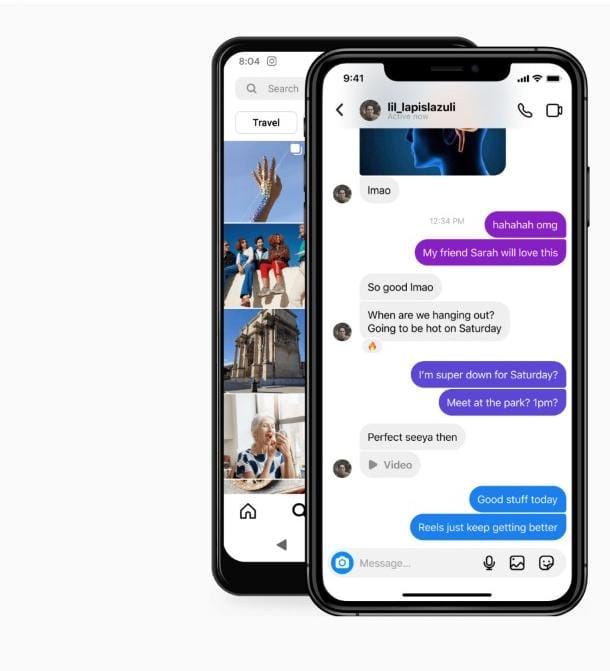 8:04
Search
Travel
9:41
lil_lapislazuli
Active now
lmao
12:34 PM
hahahah omg
My friend Sarah will love this
So good lmao
When are we hanging out?
Going to be hot on Saturday
I'm super down for Saturday?
Meet at the park? 1pm?
Perfect seeya then
Video
Good stuff today
Reels just keep getting better
Message...